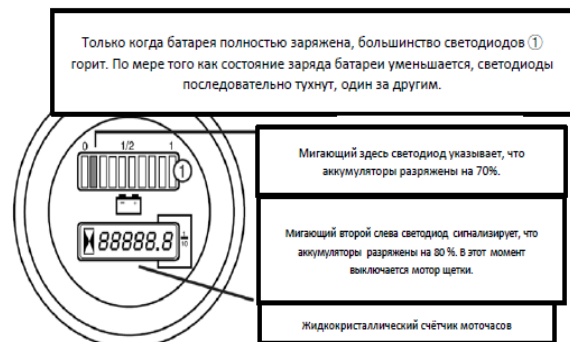 Только когда батарея полностью заряжена, большинство светодиодов ①
горит. По мере того как состояние заряда батареи уменьшается, светодиоды
последовательно тухнут, один за другим.
0 1/2 1
①
Мигающий здесь светодиод указывает, что
аккумуляторы разряжены на 70%.
88888.8 1/10
Мигающий второй слева светодиод сигнализирует, что
аккумуляторы разряжены на 80 %. В этот момент
выключается мотор щетки.
Жидкокристаллический счётчик моточасов